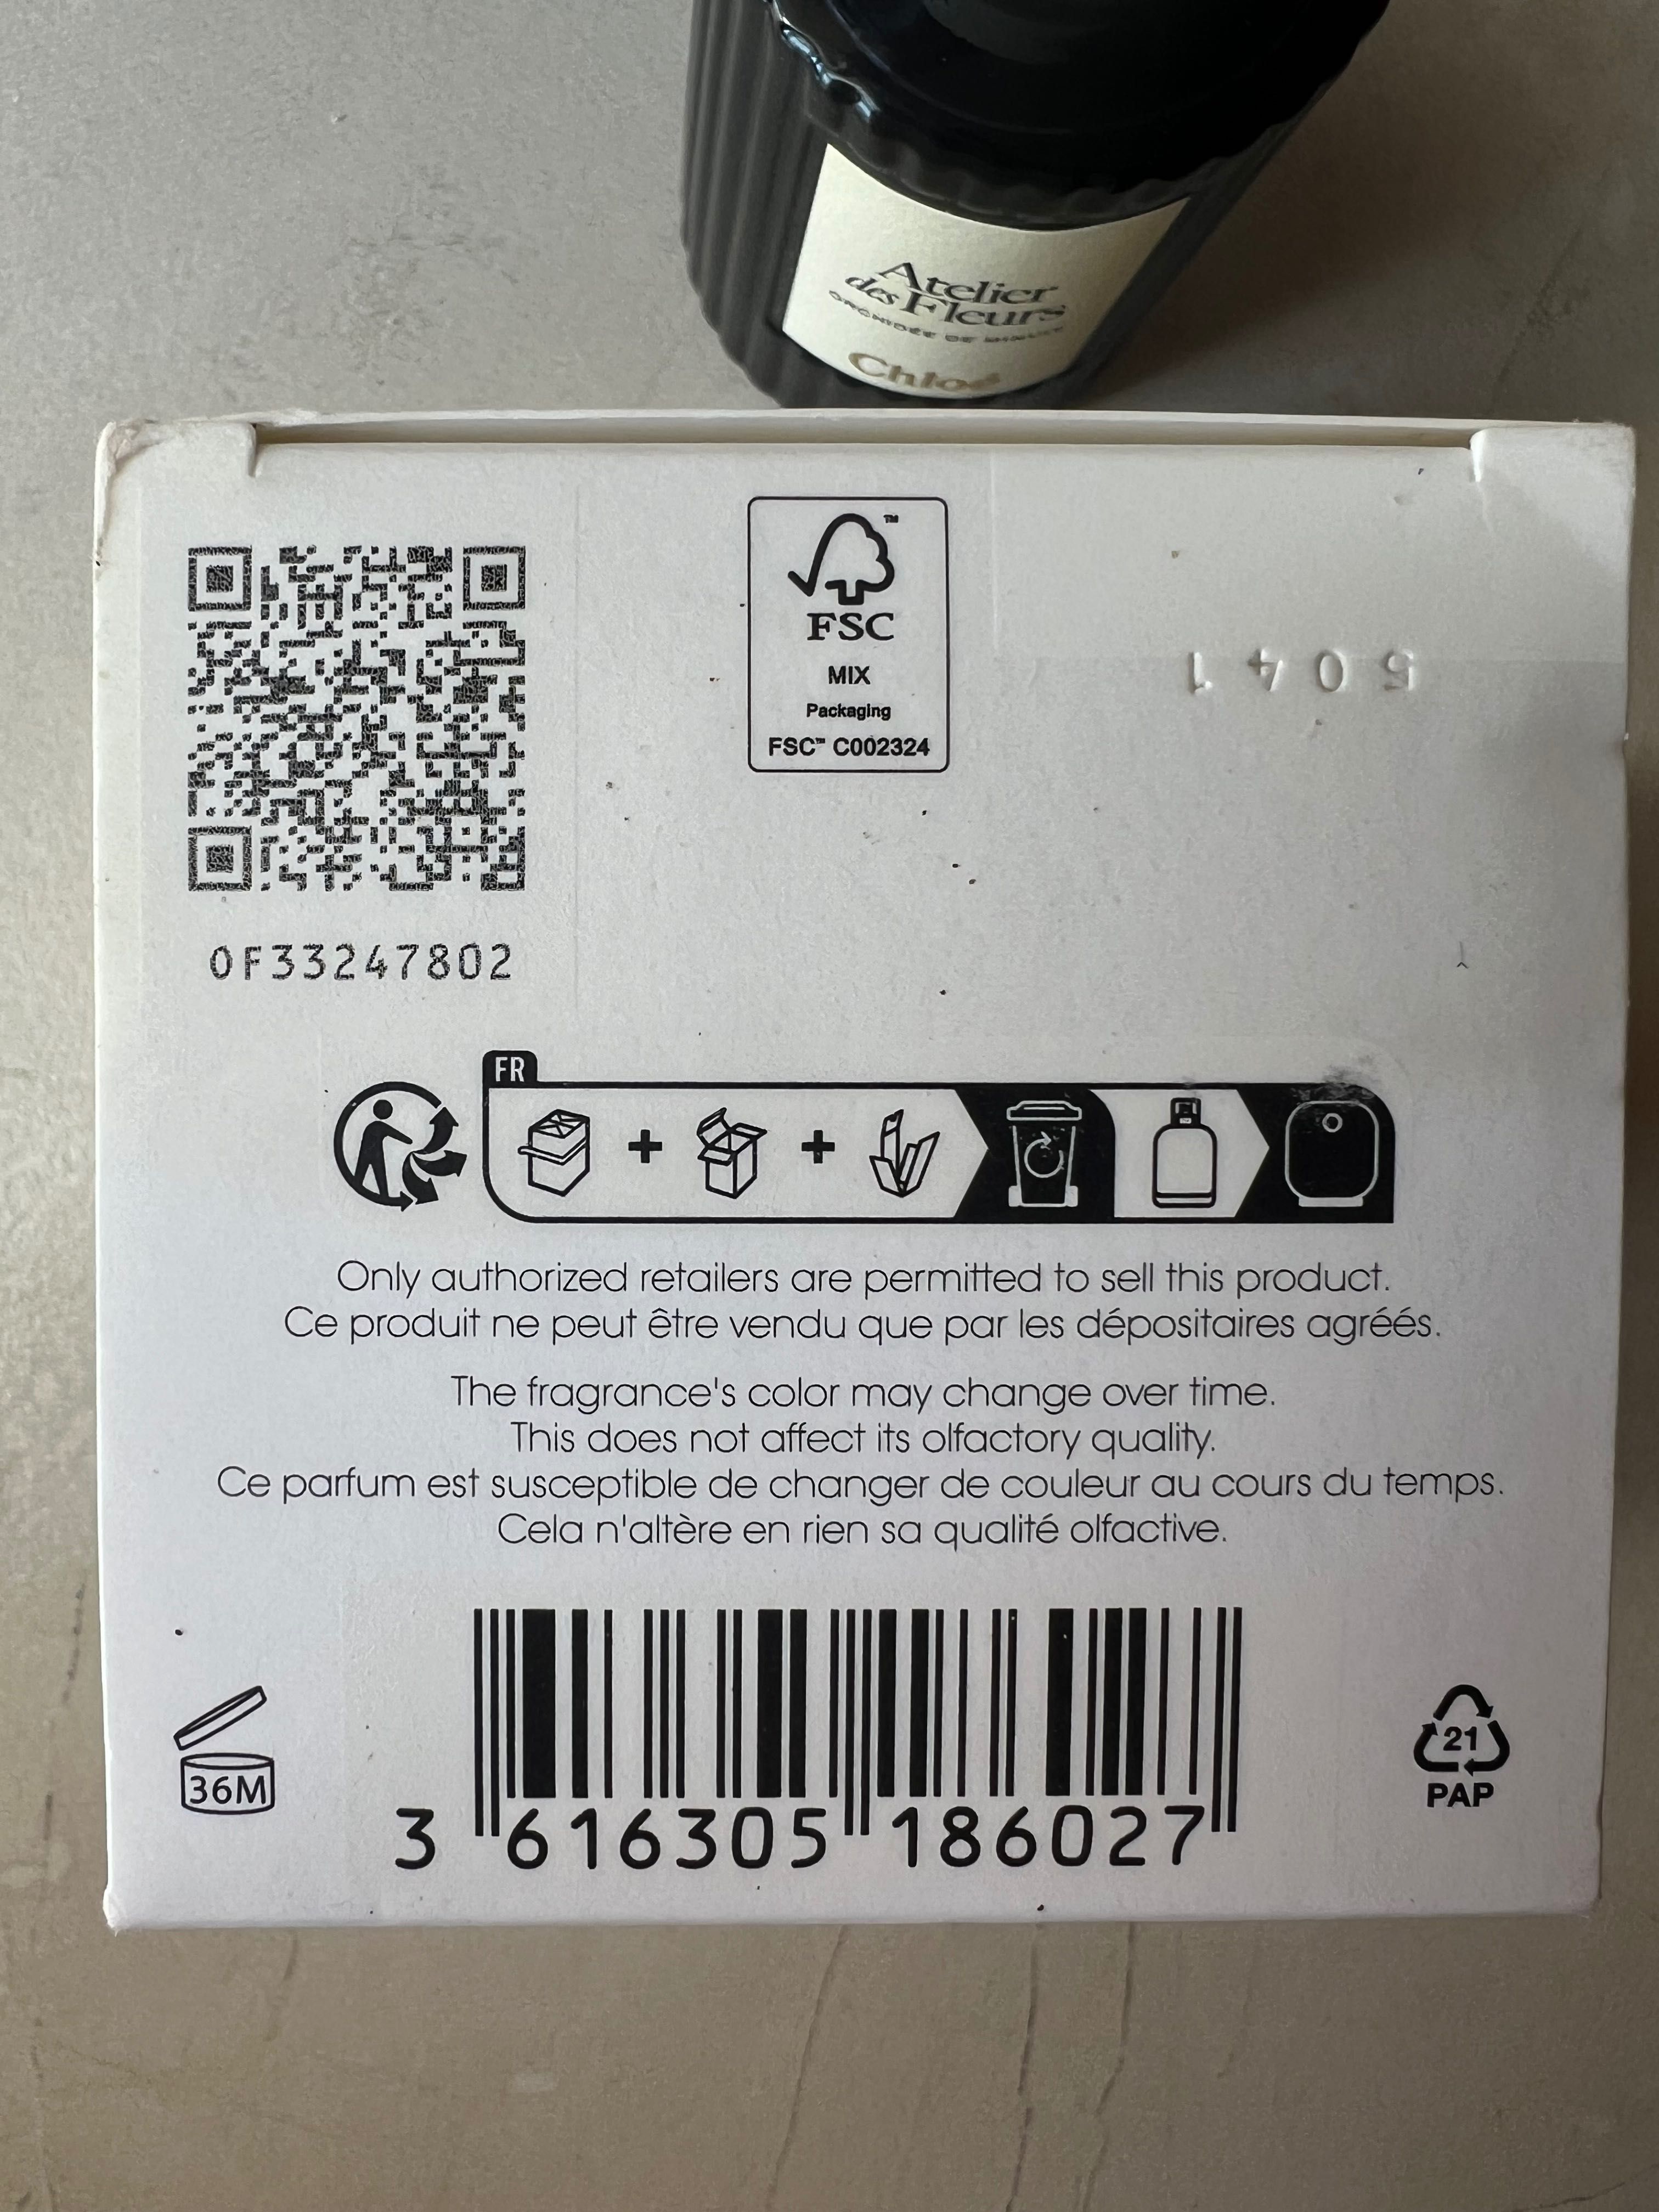 Atelier
des Fleurs
ORCHIDÉE DE
Chloé
FSC
™
MIX
Packaging
FSC™ C002324
5041
0F33247802
FR
Only authorized retailers are permitted to sell this product.
Ce produit ne peut être vendu que par les dépositaires agréés.
The fragrance's color may change over time.
This does not affect its olfactory quality.
Ce parfum est susceptible de changer de couleur au cours du temps.
Cela n'altère en rien sa qualité olfactive.
36M
3 616305 186027
21
PAP